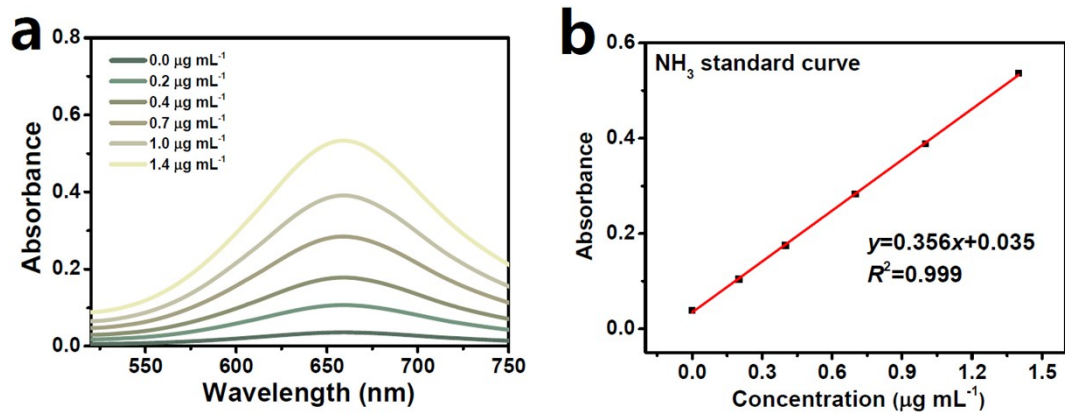 a
0.8
0.6
0.4
0.2
0.0
Absorbance
0.0 μg mL⁻¹
0.2 μg mL⁻¹
0.4 μg mL⁻¹
0.7 μg mL⁻¹
1.0 μg mL⁻¹
1.4 μg mL⁻¹
550 600 650 700 750
Wavelength (nm)
b
0.6
0.4
0.2
0.0
Absorbance
NH₃ standard curve
y=0.356x+0.035
R²=0.999
0.0 0.3 0.6 0.9 1.2 1.5
Concentration (μg mL⁻¹)